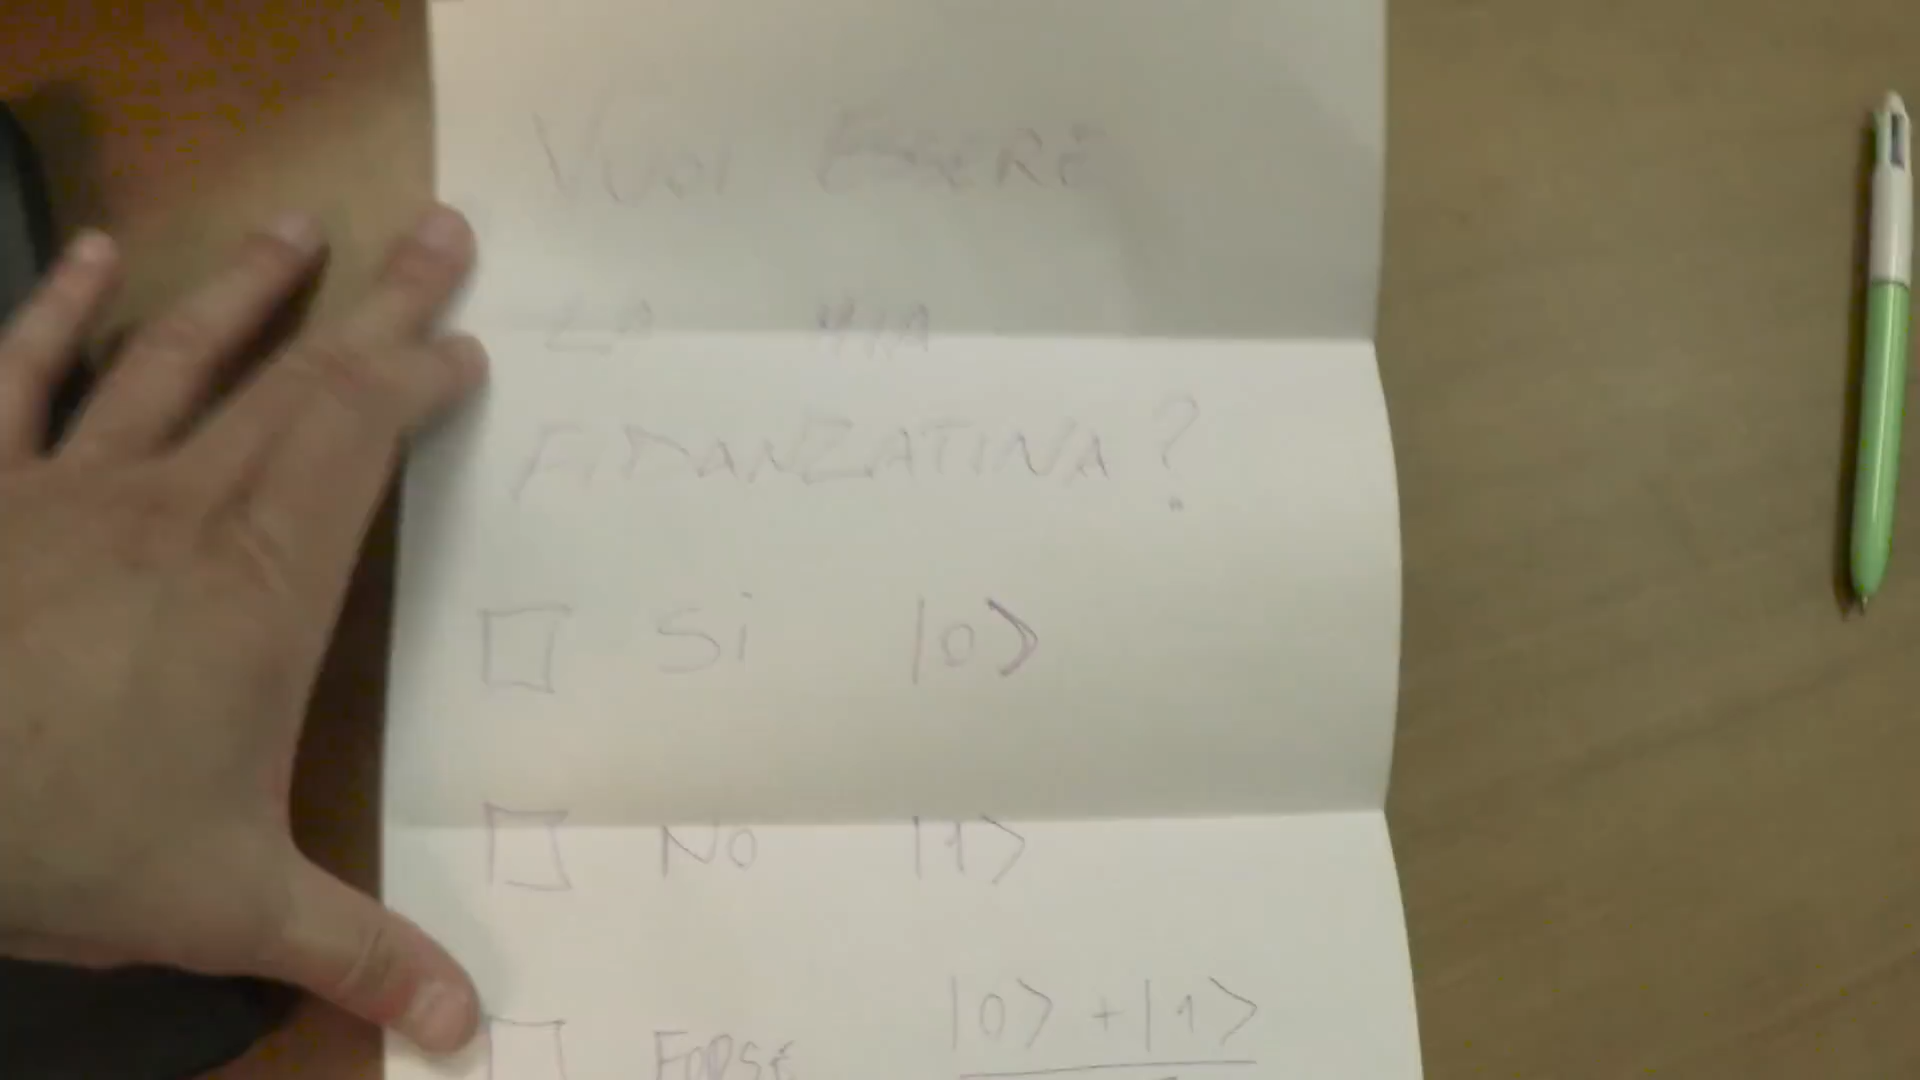 VUOI ESSERE
LA MIA
FIDANZATINA?
Si |0>
No |1>
FORSE |0> + |1>